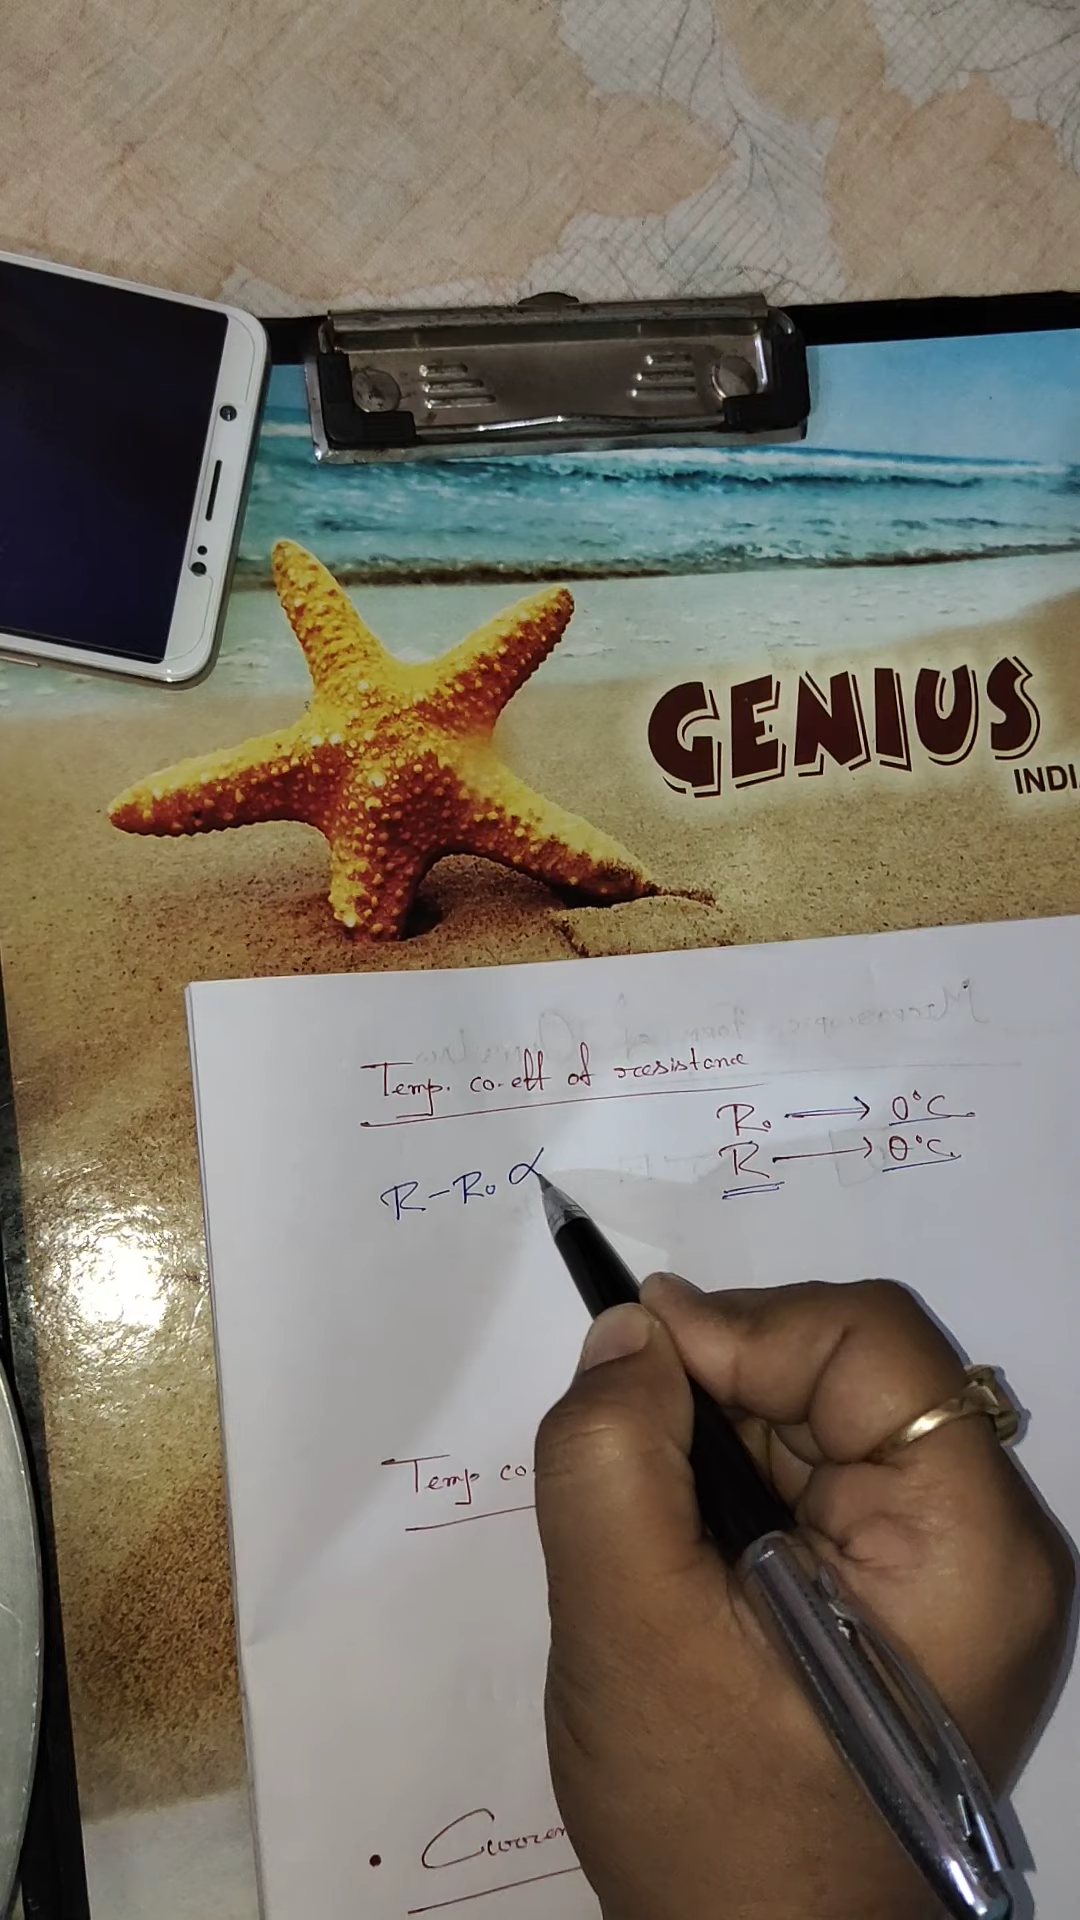 GENIUS
INDI
Temp. co-eff of resistance
R₀ ⟶ 0°C
R ⟶ θ°C
R-R₀ ∝
Temp co
• Curren